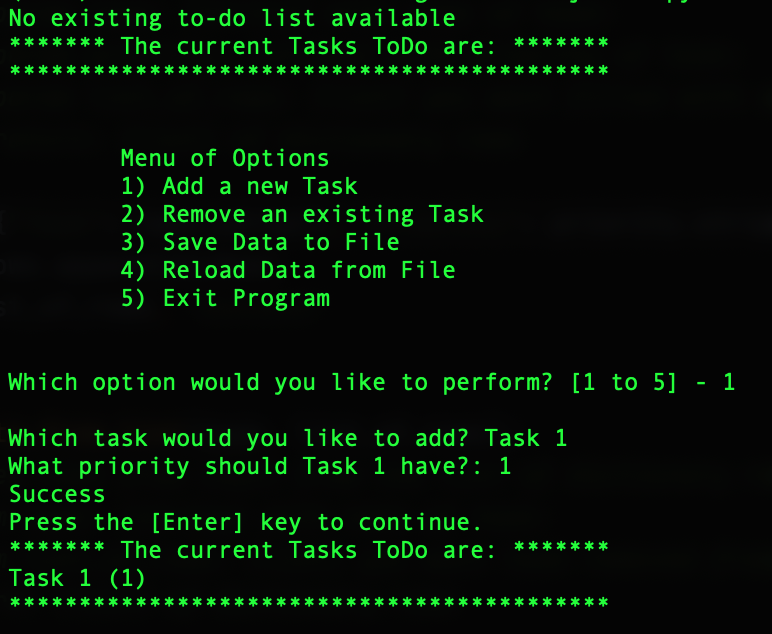 No existing to-do list available
******* The current Tasks ToDo are: *******
*******************************************
Menu of Options
1) Add a new Task
2) Remove an existing Task
3) Save Data to File
4) Reload Data from File
5) Exit Program
Which option would you like to perform? [1 to 5] - 1
Which task would you like to add? Task 1
What priority should Task 1 have?: 1
Success
Press the [Enter] key to continue.
******* The current Tasks ToDo are: *******
Task 1 (1)
*******************************************